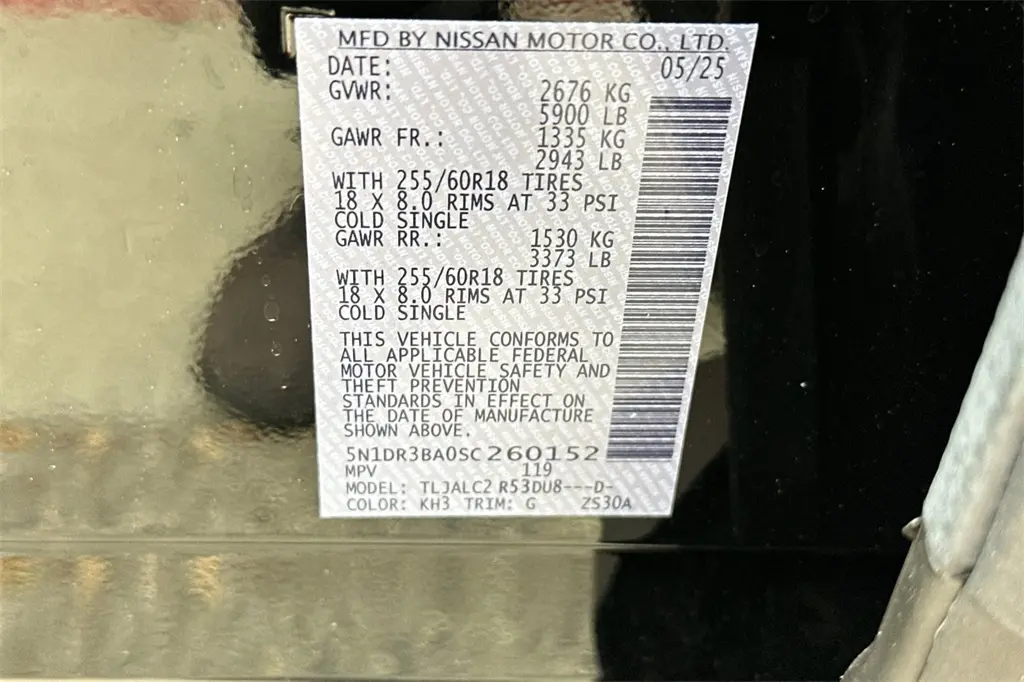 MFD BY NISSAN MOTOR CO., LTD.
DATE: 05/25
GVWR: 2676 KG
5900 LB
GAWR FR.: 1335 KG
2943 LB
WITH 255/60R18 TIRES
18 X 8.0 RIMS AT 33 PSI
COLD SINGLE
GAWR RR.: 1530 KG
3373 LB
WITH 255/60R18 TIRES
18 X 8.0 RIMS AT 33 PSI
COLD SINGLE
THIS VEHICLE CONFORMS TO
ALL APPLICABLE FEDERAL
MOTOR VEHICLE SAFETY AND
THEFT PREVENTION
STANDARDS IN EFFECT ON
THE DATE OF MANUFACTURE
SHOWN ABOVE.
5N1DR3BA0SC260152
MPV 119
MODEL: TLJALC2 R53DU8---D-
COLOR: KH3 TRIM: G ZS30A